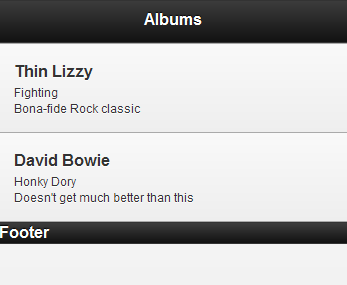 Albums
Thin Lizzy
Fighting
Bona-fide Rock classic
David Bowie
Honky Dory
Doesn't get much better than this
Footer